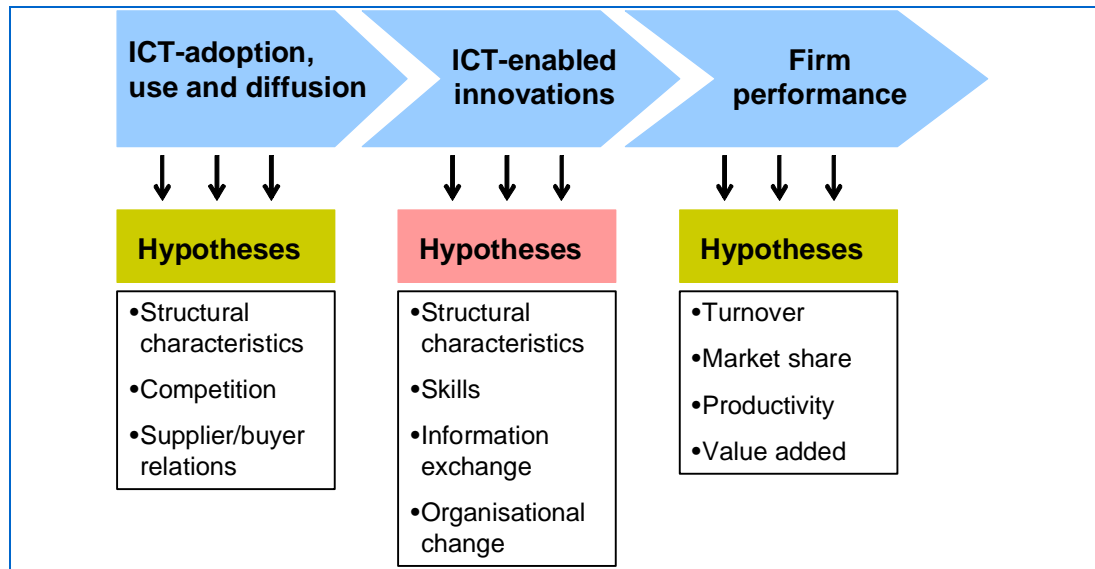 ICT-adoption,
use and diffusion
ICT-enabled
innovations
Firm
performance
Hypotheses
•Structural
characteristics
•Competition
•Supplier/buyer
relations
Hypotheses
•Structural
characteristics
•Skills
•Information
exchange
•Organisational
change
Hypotheses
•Turnover
•Market share
•Productivity
•Value added